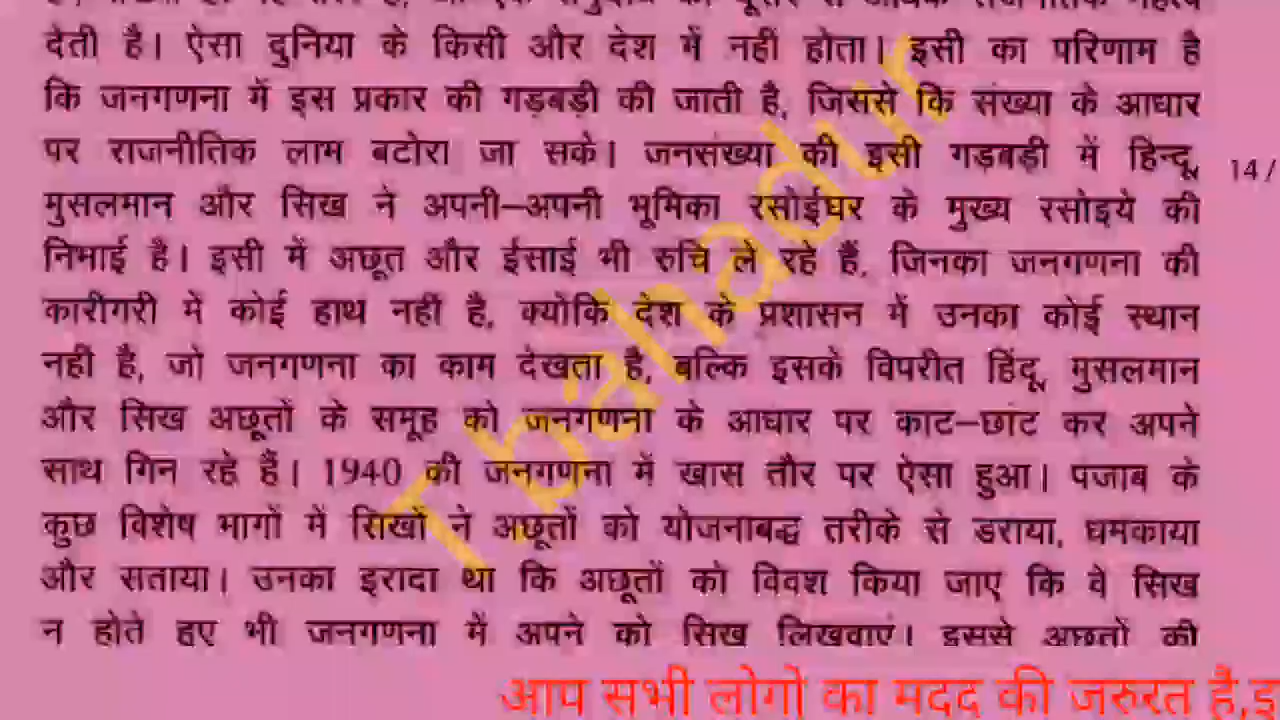 देती है। ऐसा दुनिया के किसी और देश में नहीं होता। इसी का परिणाम है
कि जनगणना में इस प्रकार की गड़बड़ी की जाती है, जिससे कि संख्या के आधार
पर राजनीतिक लाभ बटोरा जा सके। जनसंख्या की इसी गड़बड़ी में हिन्दू,
14/
मुसलमान और सिख ने अपनी–अपनी भूमिका रसोईघर के मुख्य रसोइये की
निभाई है। इसी में अछूत और ईसाई भी रुचि ले रहे हैं, जिनका जनगणना की
कारीगरी में कोई हाथ नहीं है, क्योंकि देश के प्रशासन में उनका कोई स्थान
नहीं है, जो जनगणना का काम देखता है, बल्कि इसके विपरीत हिंदू, मुसलमान
और सिख अछूतों के समूह को जनगणना के आधार पर काट–छांट कर अपने
साथ गिन रहे हैं। 1940 की जनगणना में खास तौर पर ऐसा हुआ। पंजाब के
कुछ विशेष भागों में सिखों ने अछूतों को योजनाबद्ध तरीके से डराया, धमकाया
और सताया। उनका इरादा था कि अछूतों को विवश किया जाए कि वे सिख
न होते हुए भी जनगणना में अपने को सिख लिखवाएं। इससे अछूतों की
T bahadur
आप सभी लोगो का मदद की जरुरत है,इ